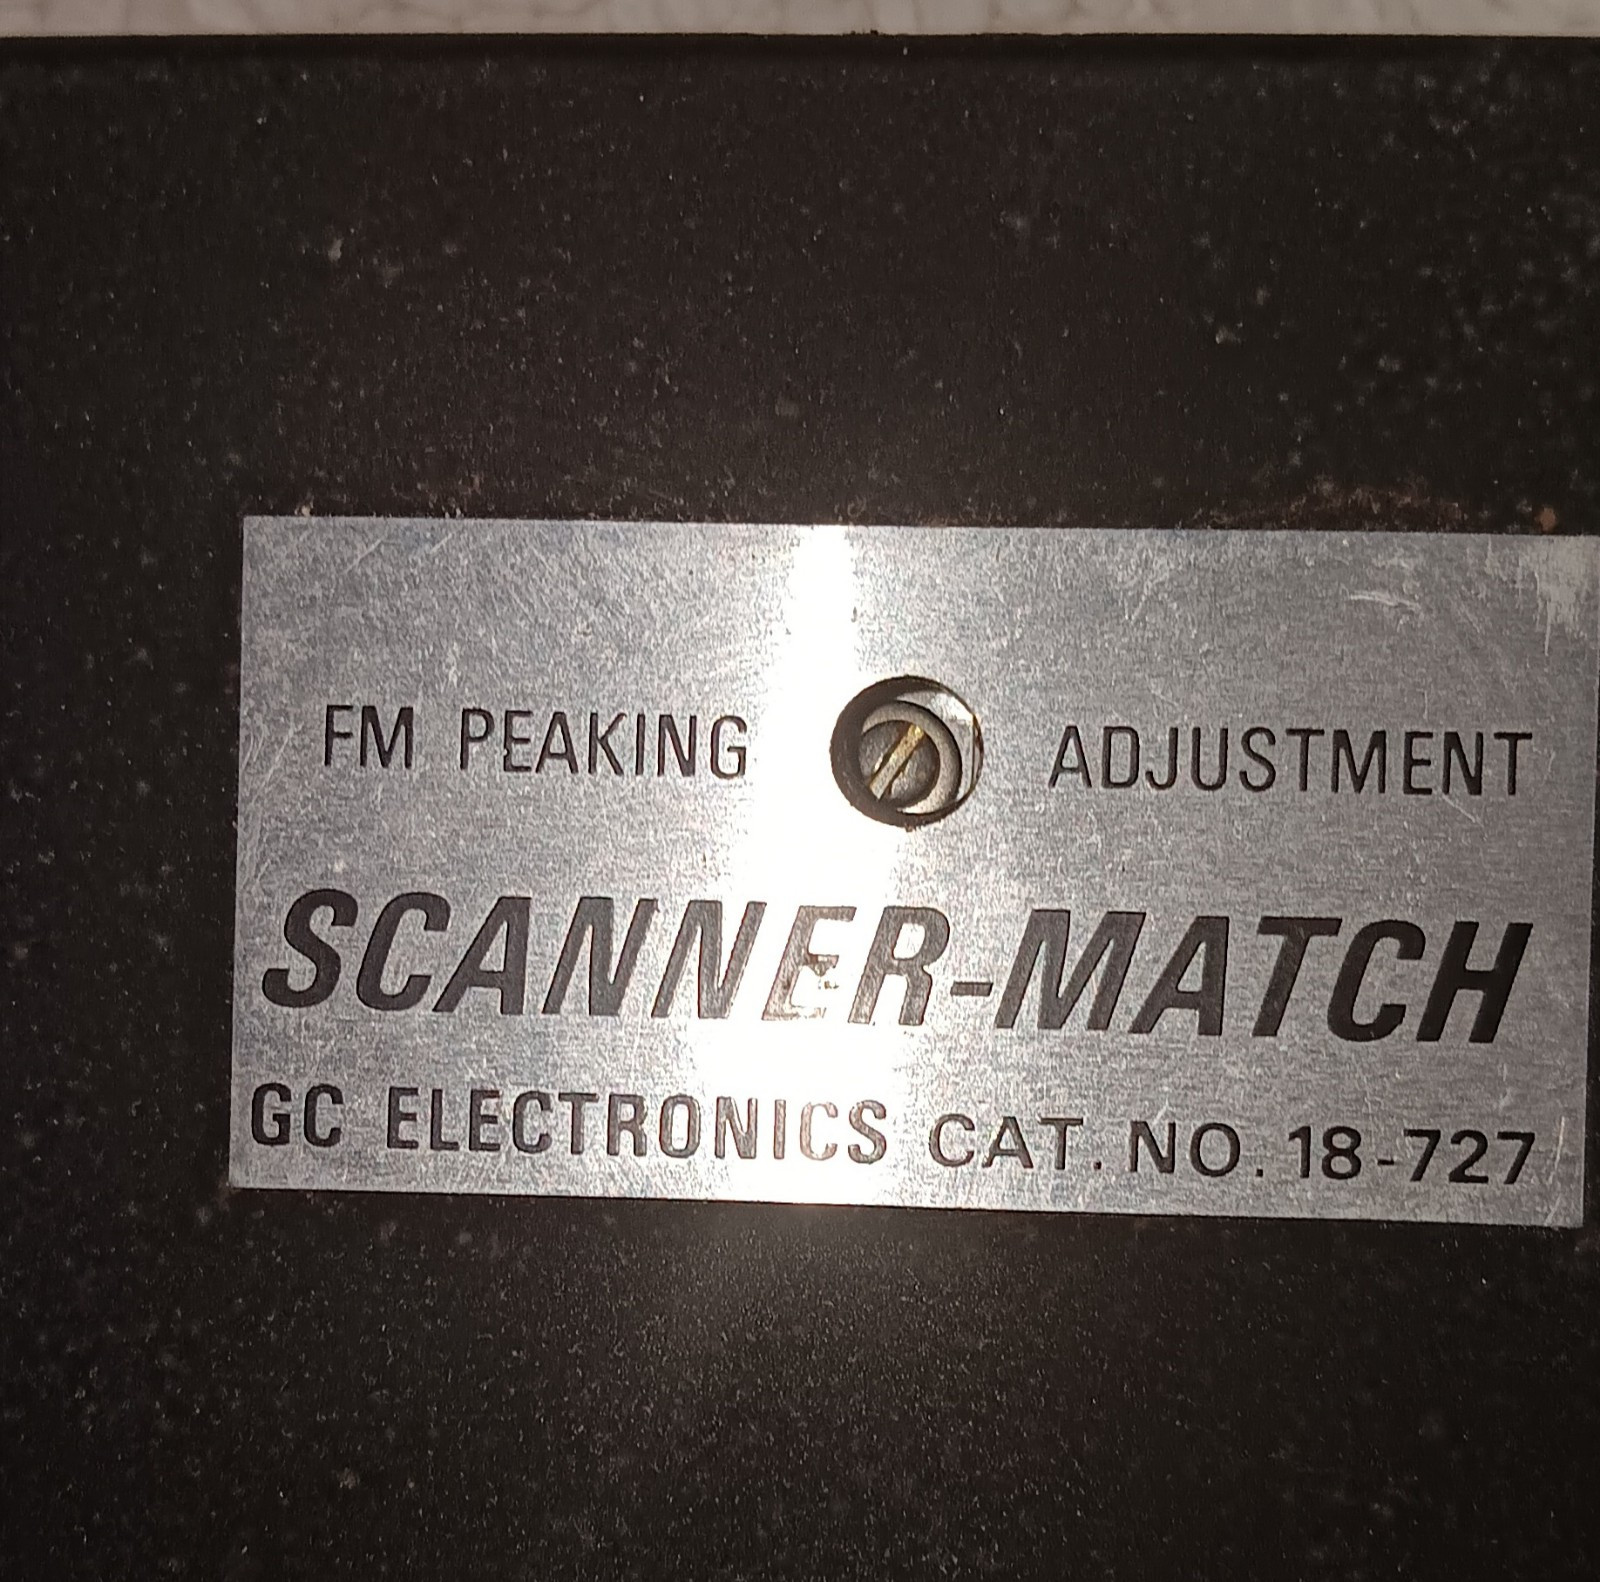 FM PEAKING ADJUSTMENT
SCANNER-MATCH
GC ELECTRONICS CAT. NO. 18-727